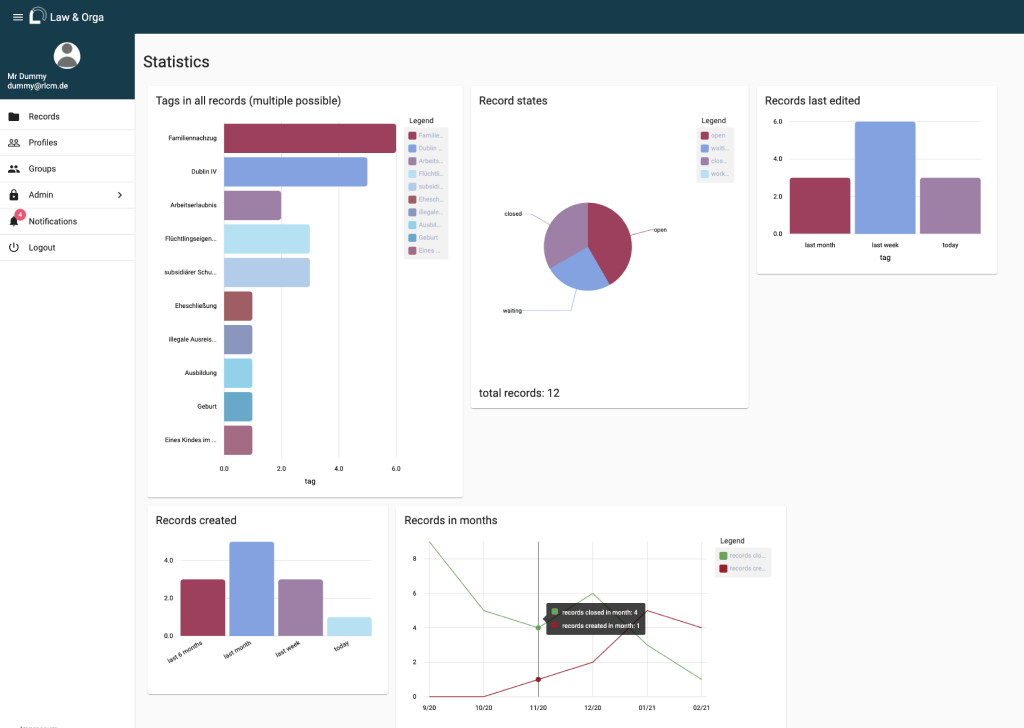 Law & Orga
Mr Dummy
dummy@rlcm.de
Records
Profiles
Groups
Admin
4
Notifications
Logout
Statistics
Tags in all records (multiple possible)
Familiennachzug
Dublin IV
Arbeitserlaubnis
Flüchtlingseigen...
subsidiärer Schu...
Eheschließung
illegale Ausreis...
Ausbildung
Geburt
Eines Kindes im ...
0.0 2.0 4.0 6.0
tag
Legend
Familie...
Dublin ...
Arbeits...
Flüchtli...
subsidi...
Ehesch...
illegale...
Ausbil...
Geburt
Eines ...
Record states
closed
open
waiting
Legend
open
waiti...
close...
work...
total records: 12
Records last edited
6.0
4.0
2.0
0.0
last month last week today
tag
Records created
4.0
2.0
0.0
last 6 months last month last week today
Records in months
8
6
4
2
0
9/20 10/20 11/20 12/20 01/21 02/21
records closed in month: 4
records created in month: 1
Legend
records clo...
records cre...